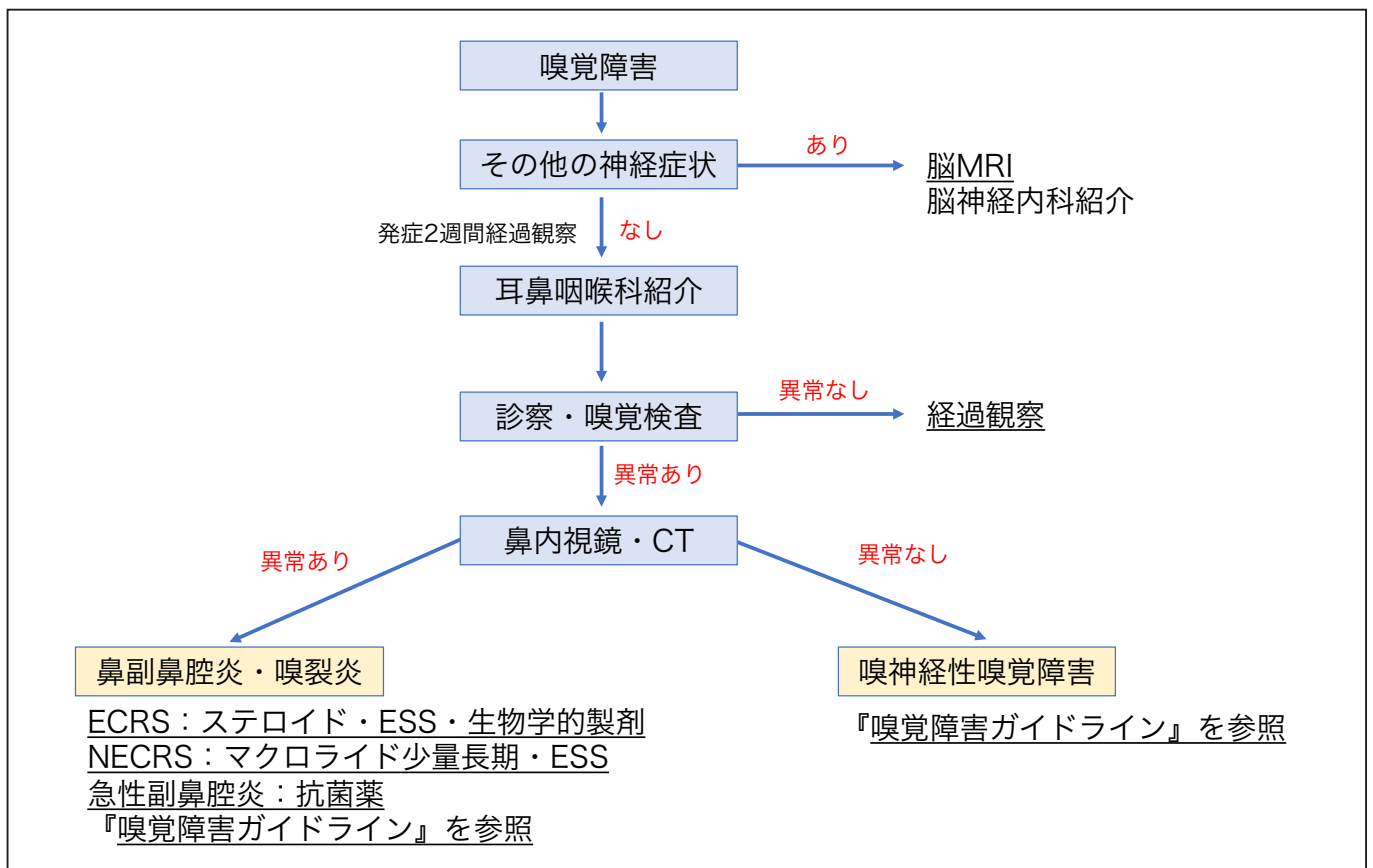 嗅覚障害
その他の神経症状
あり
脳MRI
脳神経内科紹介
発症2週間経過観察
なし
耳鼻咽喉科紹介
診察・嗅覚検査
異常なし
経過観察
異常あり
鼻内視鏡・CT
異常あり
異常なし
鼻副鼻腔炎・嗅裂炎
嗅神経性嗅覚障害
ECRS：ステロイド・ESS・生物学的製剤
NECRS：マクロライド少量長期・ESS
急性副鼻腔炎：抗菌薬
『嗅覚障害ガイドライン』を参照
『嗅覚障害ガイドライン』を参照